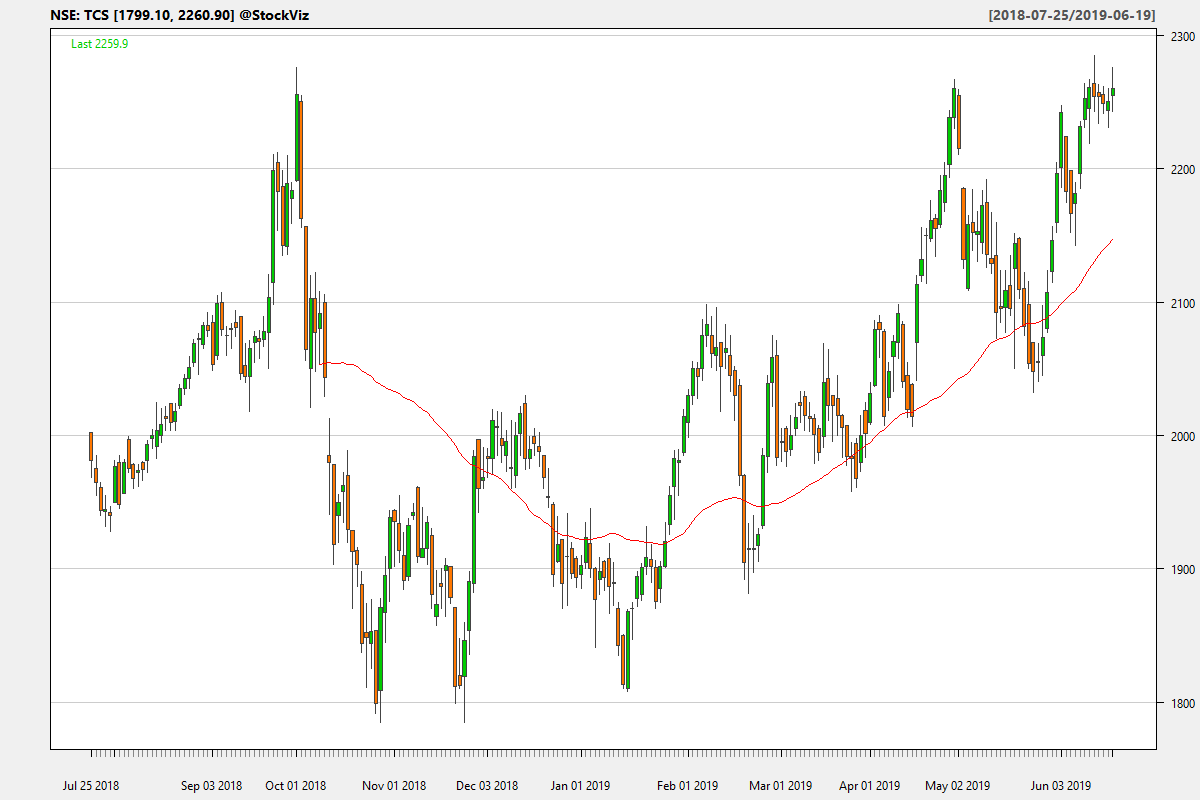 NSE: TCS [1799.10, 2260.90] @StockViz [2018-07-25/2019-06-19]
Last 2259.9
2300
2200
2100
2000
1900
1800
Jul 25 2018 Sep 03 2018 Oct 01 2018 Nov 01 2018 Dec 03 2018 Jan 01 2019 Feb 01 2019 Mar 01 2019 Apr 01 2019 May 02 2019 Jun 03 2019